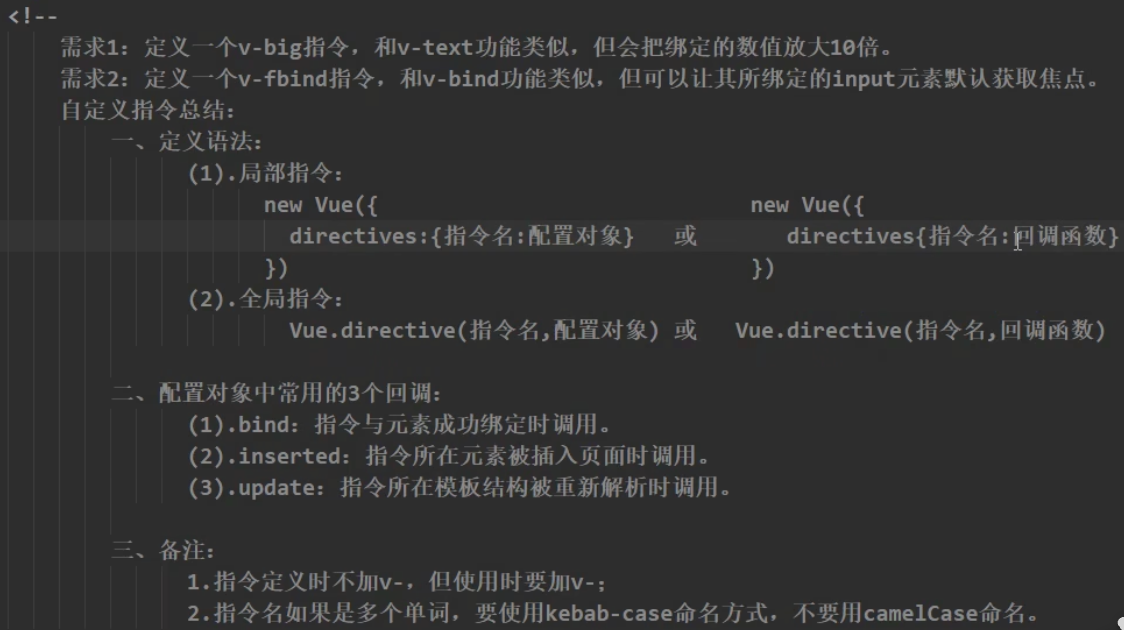 <!--
需求1：定义一个v-big指令，和v-text功能类似，但会把绑定的数值放大10倍。
需求2：定义一个v-fbind指令，和v-bind功能类似，但可以让其所绑定的input元素默认获取焦点。
自定义指令总结：
一、定义语法：
(1).局部指令：
new Vue({ new Vue({
directives:{指令名:配置对象} 或 directives{指令名:回调函数}
}) })
(2).全局指令：
Vue.directive(指令名,配置对象) 或 Vue.directive(指令名,回调函数)
二、配置对象中常用的3个回调：
(1).bind：指令与元素成功绑定时调用。
(2).inserted：指令所在元素被插入页面时调用。
(3).update：指令所在模板结构被重新解析时调用。
三、备注：
1.指令定义时不加v-，但使用时要加v-；
2.指令名如果是多个单词，要使用kebab-case命名方式，不要用camelCase命名。